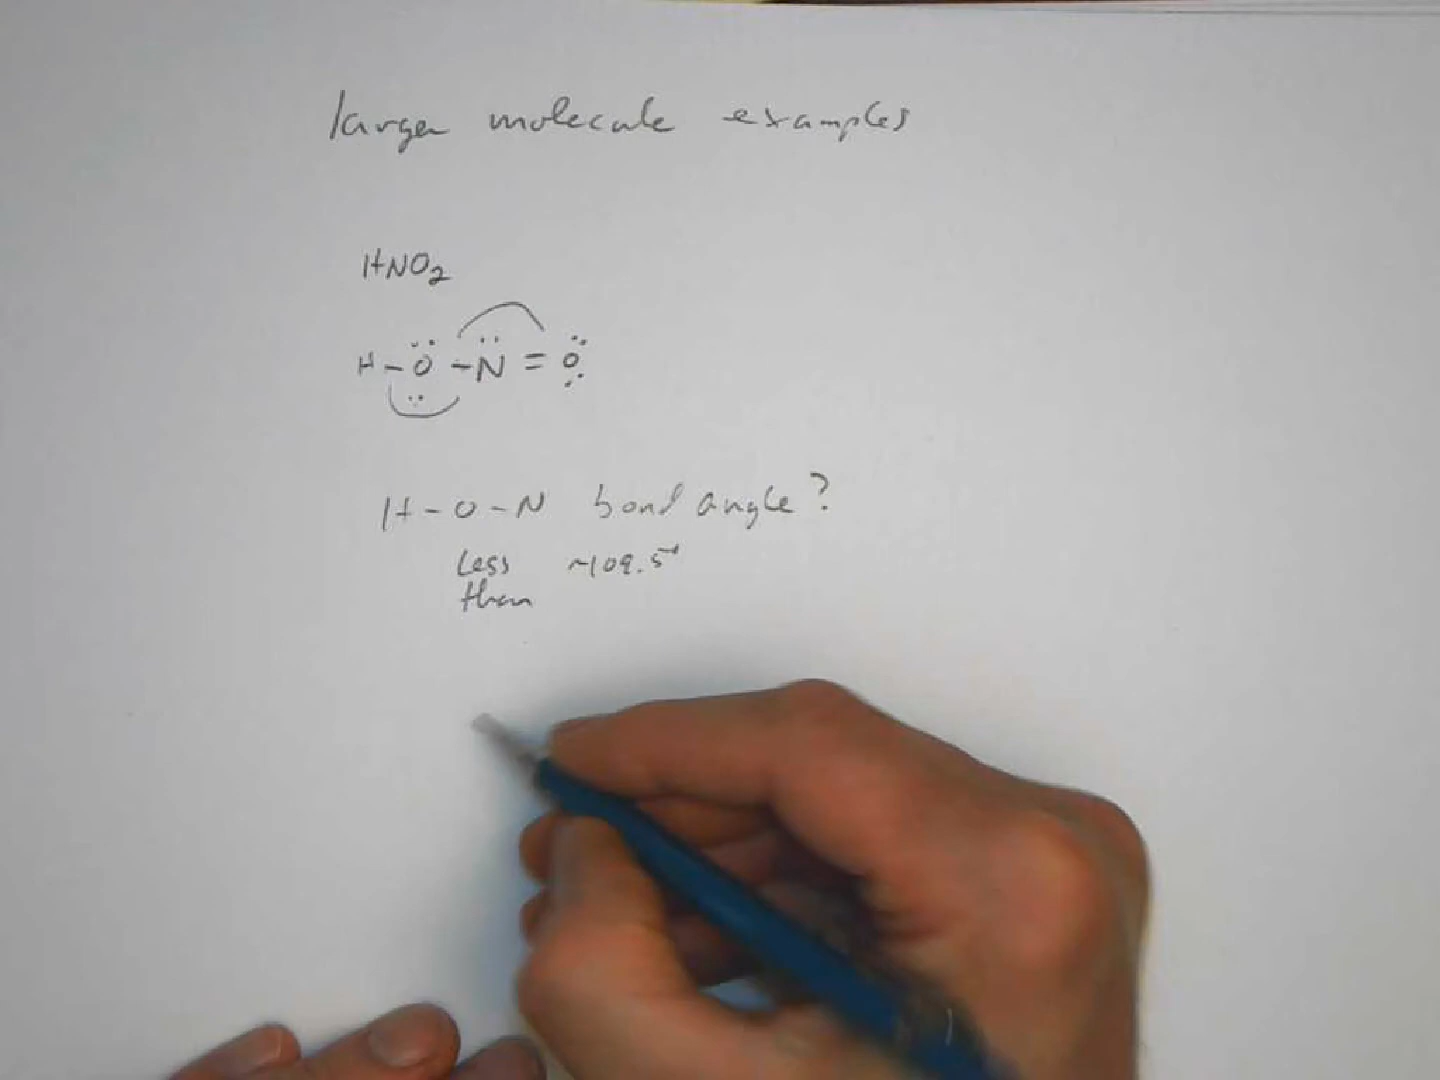 larger molecule examples
HNO2
H-O-N=O
H-O-N bond angle?
Less ~109.5°
than